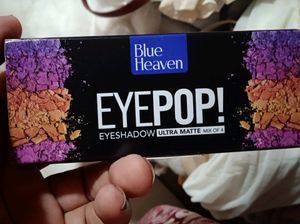 Blue
Heaven
EYEPOP!
EYESHADOW ULTRA MATTE MIX OF 4